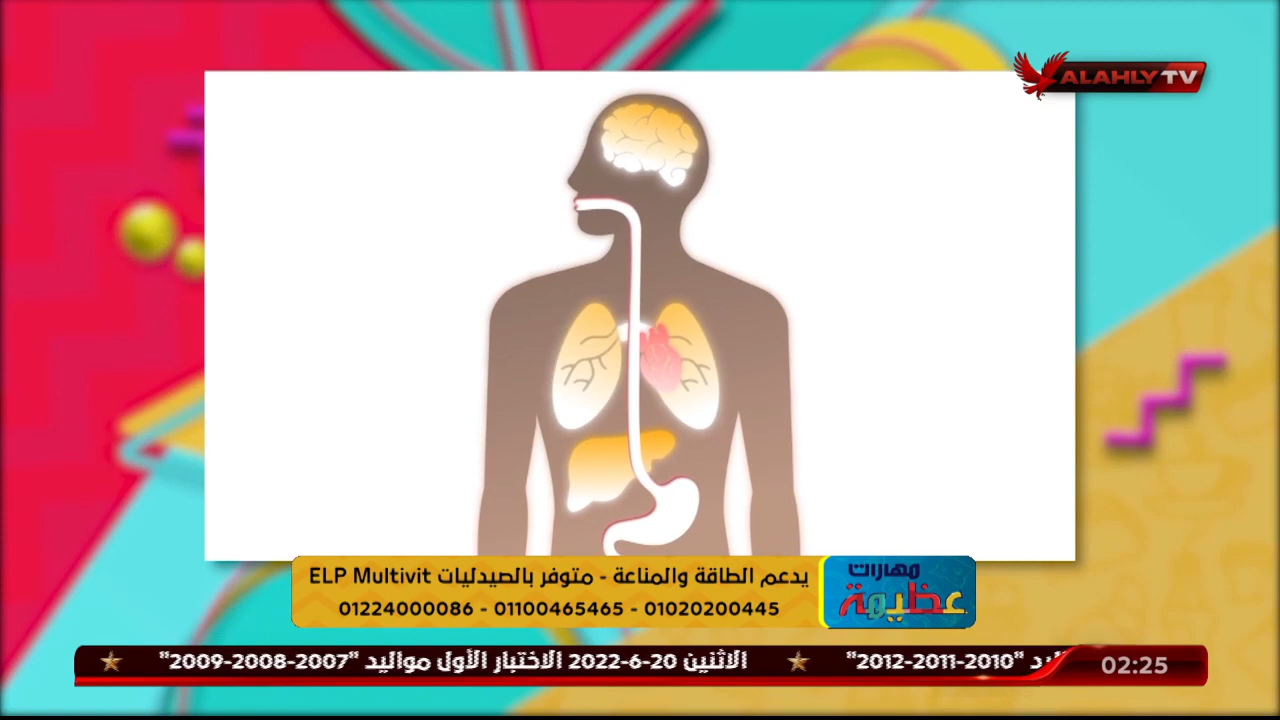 ALAHLY TV
مهارات
عظيمة
يدعم الطاقة والمناعة - متوفر بالصيدليات ELP Multivit
01224000086 - 01100465465 - 01020200445
"2012-2011-2010" الاثنين 20-6-2022 الاختبار الأول مواليد "2007-2008-2009"
02:25